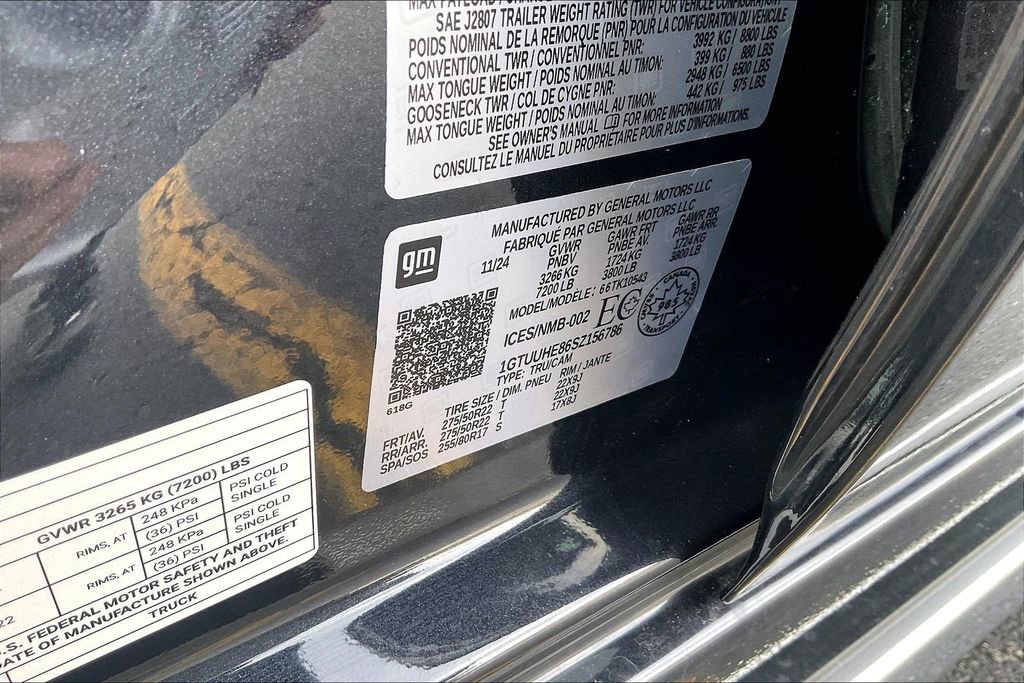 MAX PAYLOAD / CHARGE
SAE J2807 TRAILER WEIGHT RATING (TWR) FOR VEHICLE CONFIGURATION
POIDS NOMINAL DE LA REMORQUE (PNR) POUR LA CONFIGURATION DU VÉHICULE
CONVENTIONAL TWR / CONVENTIONNEL PNR: 3992 KG / 8800 LBS
MAX TONGUE WEIGHT / POIDS NOMINAL AU TIMON: 399 KG / 880 LBS
GOOSENECK TWR / COL DE CYGNE PNR: 2948 KG / 6500 LBS
MAX TONGUE WEIGHT / POIDS NOMINAL AU TIMON: 442 KG / 975 LBS
SEE OWNER'S MANUAL FOR MORE INFORMATION
CONSULTEZ LE MANUEL DU PROPRIÉTAIRE POUR PLUS D'INFORMATIONS.
gm
MANUFACTURED BY GENERAL MOTORS LLC
FABRIQUÉ PAR GENERAL MOTORS LLC
11/24 GVWR GAWR FRT GAWR RR
PNBV PNBE AV. PNBE ARR.
3266 KG 1724 KG 1724 KG
7200 LB 3800 LB 3800 LB
MODEL/MODÈLE: 66TK10543
ICES/NMB-002 EC
CANADA
985
TRANSPORT
1GTUUHE86SZ156786
TYPE: TRU/CAM
618G
TIRE SIZE / DIM. PNEU RIM / JANTE
FRT/AV. 275/50R22 T 22X9J
RR/ARR. 275/50R22 T 22X9J
SPA/SOS 255/80R17 S 17X8J
GVWR 3265 KG (7200) LBS
RIMS, AT 248 KPa PSI COLD
(36) PSI SINGLE
RIMS, AT 248 KPa PSI COLD
(36) PSI SINGLE
22
U.S. FEDERAL MOTOR SAFETY AND THEFT
DATE OF MANUFACTURE SHOWN ABOVE.
TRUCK